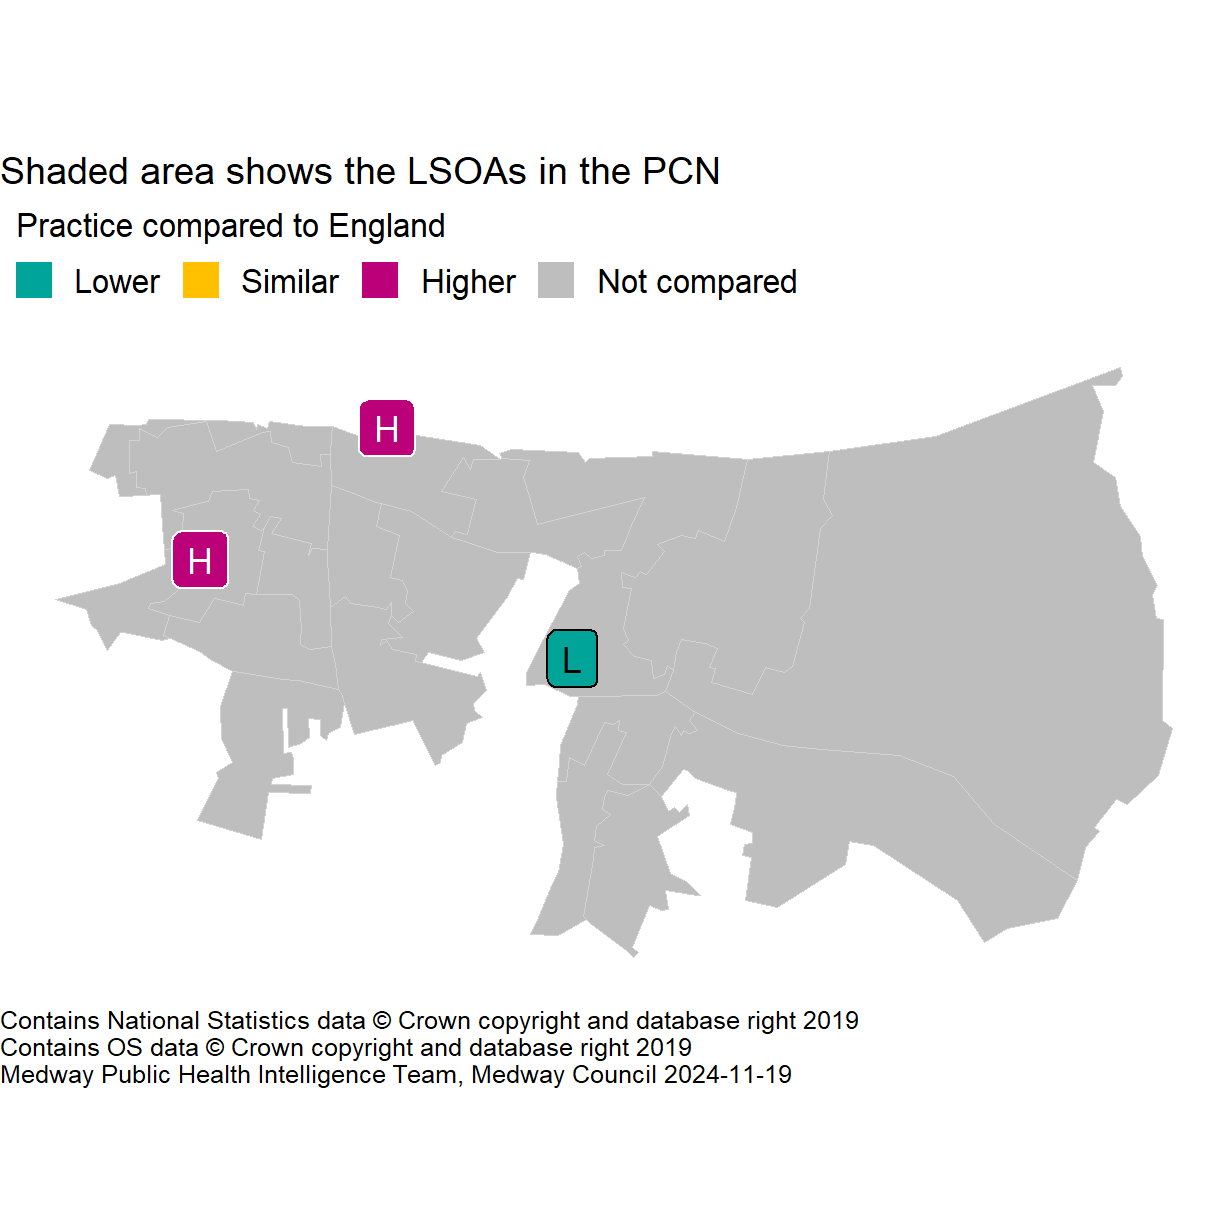 Shaded area shows the LSOAs in the PCN
Practice compared to England
Lower Similar Higher Not compared
H
H
L
Contains National Statistics data © Crown copyright and database right 2019
Contains OS data © Crown copyright and database right 2019
Medway Public Health Intelligence Team, Medway Council 2024-11-19